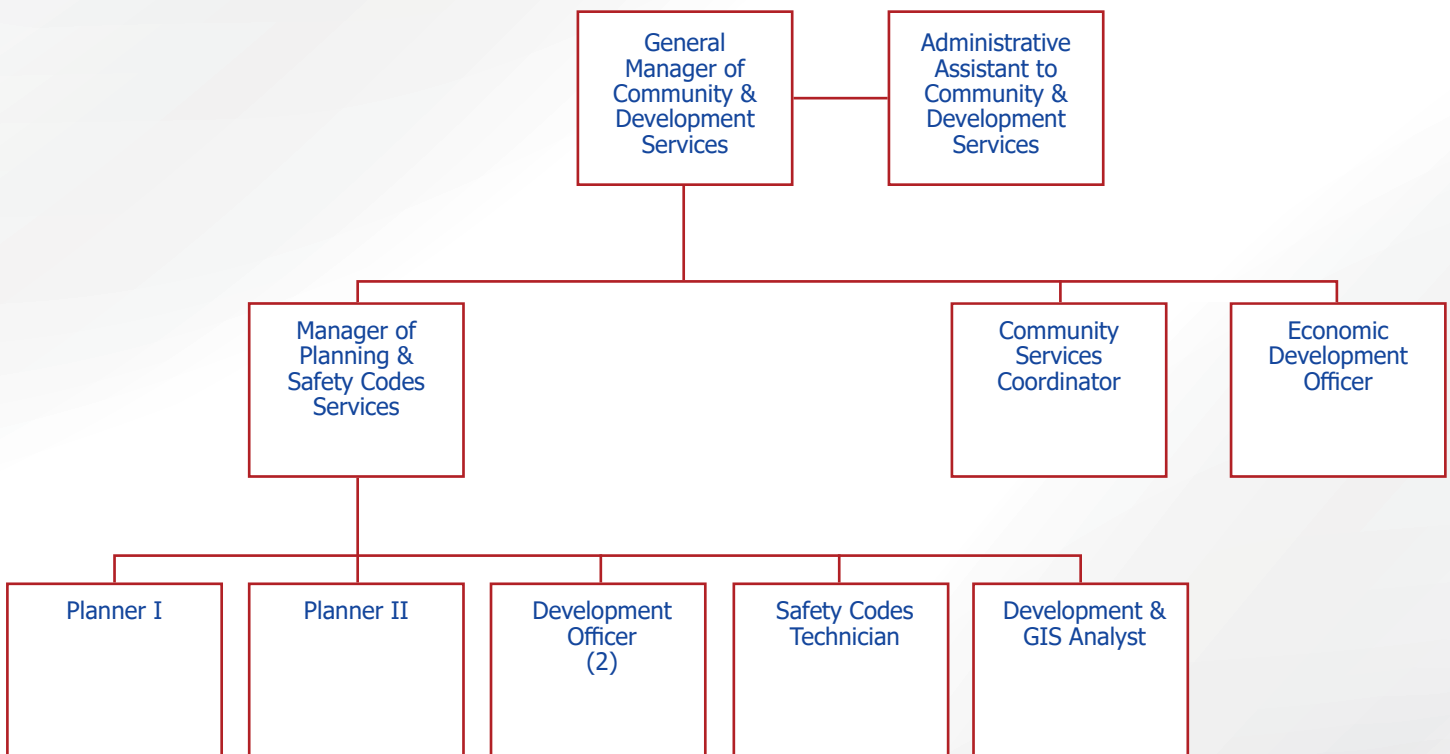 General
Manager of
Community &
Development
Services
Administrative
Assistant to
Community &
Development
Services
Manager of
Planning &
Safety Codes
Services
Community
Services
Coordinator
Economic
Development
Officer
Planner I
Planner II
Development
Officer
(2)
Safety Codes
Technician
Development &
GIS Analyst